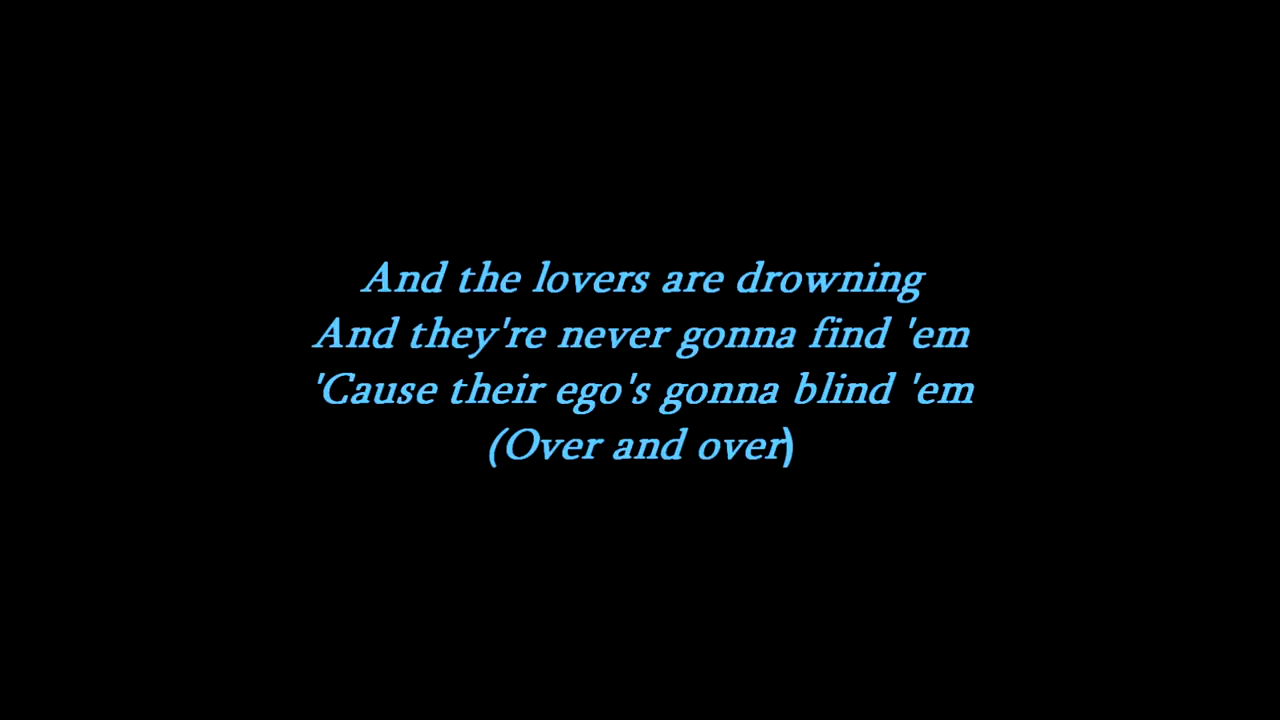 And the lovers are drowning
And they're never gonna find 'em
'Cause their ego's gonna blind 'em
(Over and over)